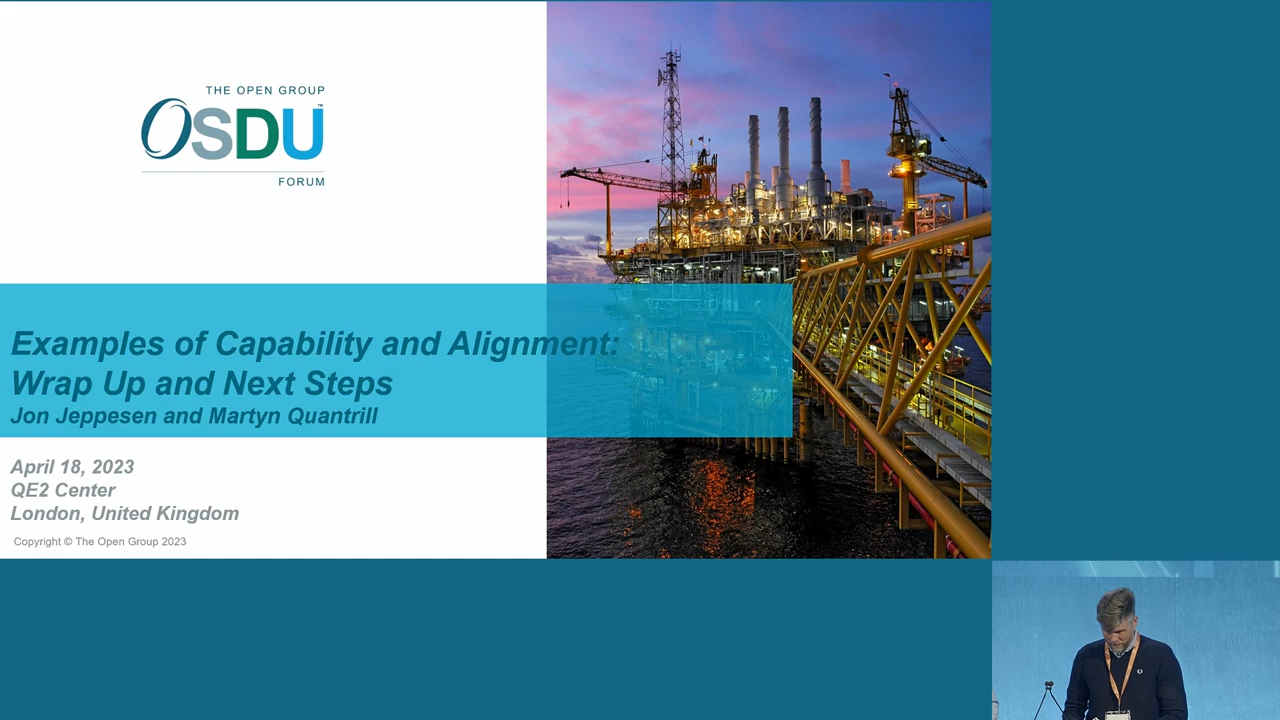 THE OPEN GROUP
OSDU™
FORUM
Examples of Capability and Alignment:
Wrap Up and Next Steps
Jon Jeppesen and Martyn Quantrill
April 18, 2023
QE2 Center
London, United Kingdom
Copyright © The Open Group 2023